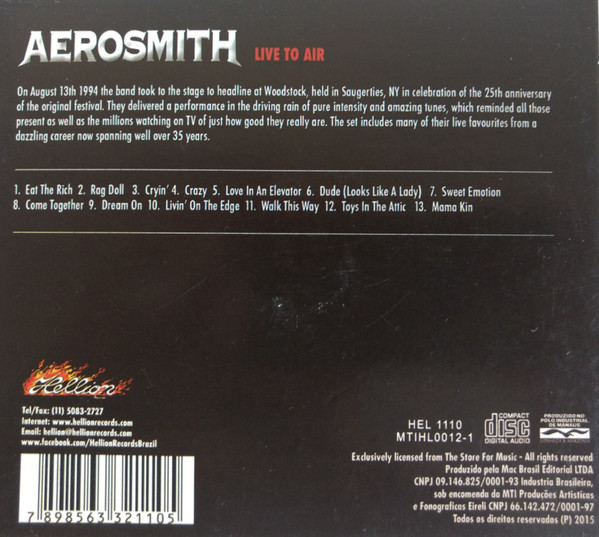 AEROSMITH LIVE TO AIR
On August 13th 1994 the band took to the stage to headline at Woodstock, held in Saugerties, NY in celebration of the 25th anniversary
of the original festival. They delivered a performance in the driving rain of pure intensity and amazing tunes, which reminded all those
present as well as the millions watching on TV of just how good they really are. The set includes many of their live favourites from a
dazzling career now spanning well over 35 years.
1. Eat The Rich 2. Rag Doll 3. Cryin' 4. Crazy 5. Love In An Elevator 6. Dude (Looks Like A Lady) 7. Sweet Emotion
8. Come Together 9. Dream On 10. Livin' On The Edge 11. Walk This Way 12. Toys In The Attic 13. Mama Kin
Hellion
Tel/Fax: (11) 5083-2727
Internet: www.hellionrecords.com
Email: hellion@hellionrecords.com
www.facebook.com/HellionRecordsBrazil
7 898563 321105
HEL 1110
MTIHL0012-1
COMPACT
disc
DIGITAL AUDIO
PRODUZIDO NO
PÓLO INDUSTRIAL
DE MANAUS
Exclusively licensed from The Store For Music - All rights reserved
Produzido pela Mac Brasil Editorial LTDA
CNPJ 09.146.825/0001-93 Industria Brasileira,
sob encomenda da MTI Producões Artisticas
e Fonograficas Eireli CNPJ 66.142.472/0001-97
Todos os direitos reservados (P) 2015